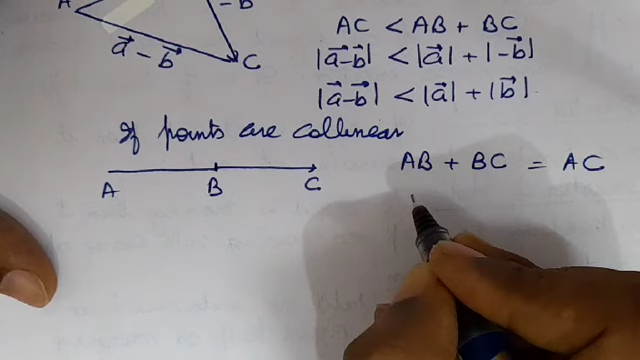 A
- B
AC < AB + BC
a⃗ - b⃗
C
|a⃗-b⃗| < |a⃗| + |-b⃗|
|a⃗-b⃗| < |a⃗| + |b⃗|
If points are collinear
AB + BC = AC
A B C